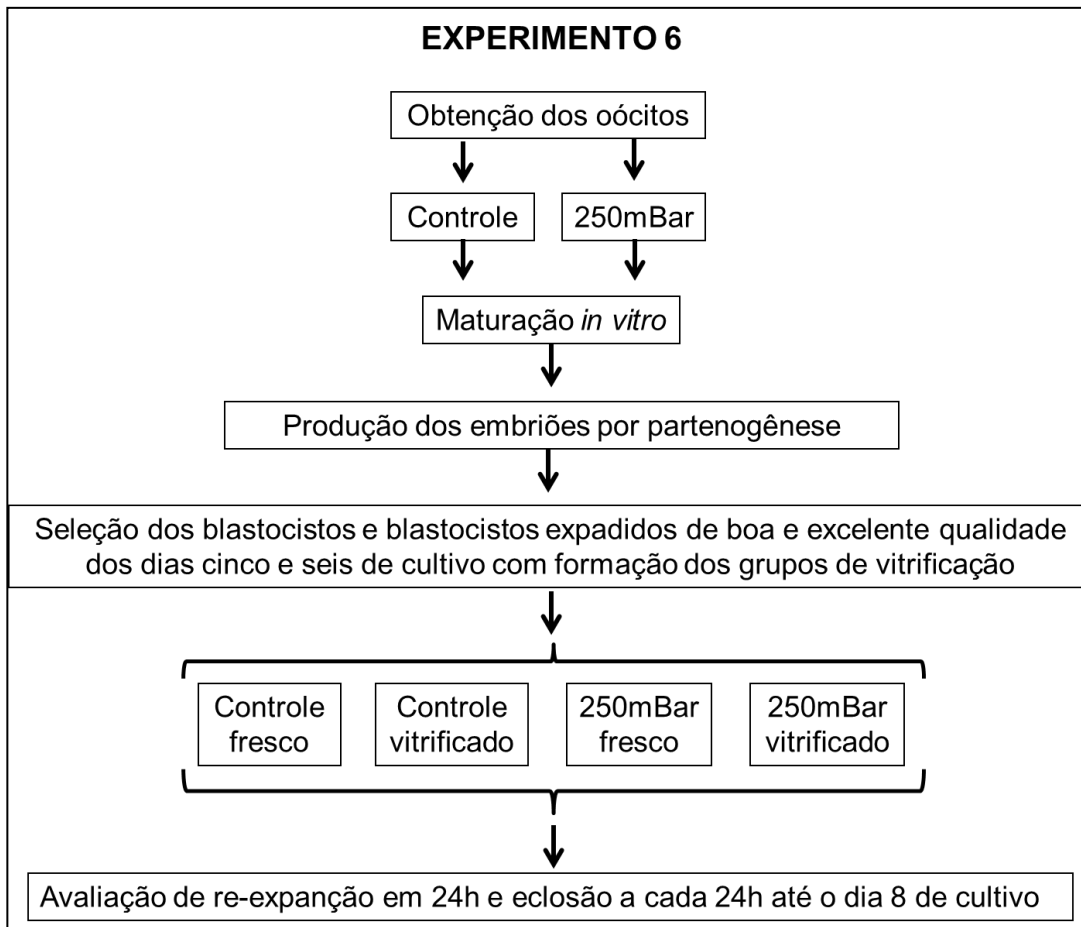 EXPERIMENTO 6
Obtenção dos oócitos
Controle
250mBar
Maturação in vitro
Produção dos embriões por partenogênese
Seleção dos blastocistos e blastocistos expadidos de boa e excelente qualidade
dos dias cinco e seis de cultivo com formação dos grupos de vitrificação
Controle
fresco
Controle
vitrificado
250mBar
fresco
250mBar
vitrificado
Avaliação de re-expanção em 24h e eclosão a cada 24h até o dia 8 de cultivo